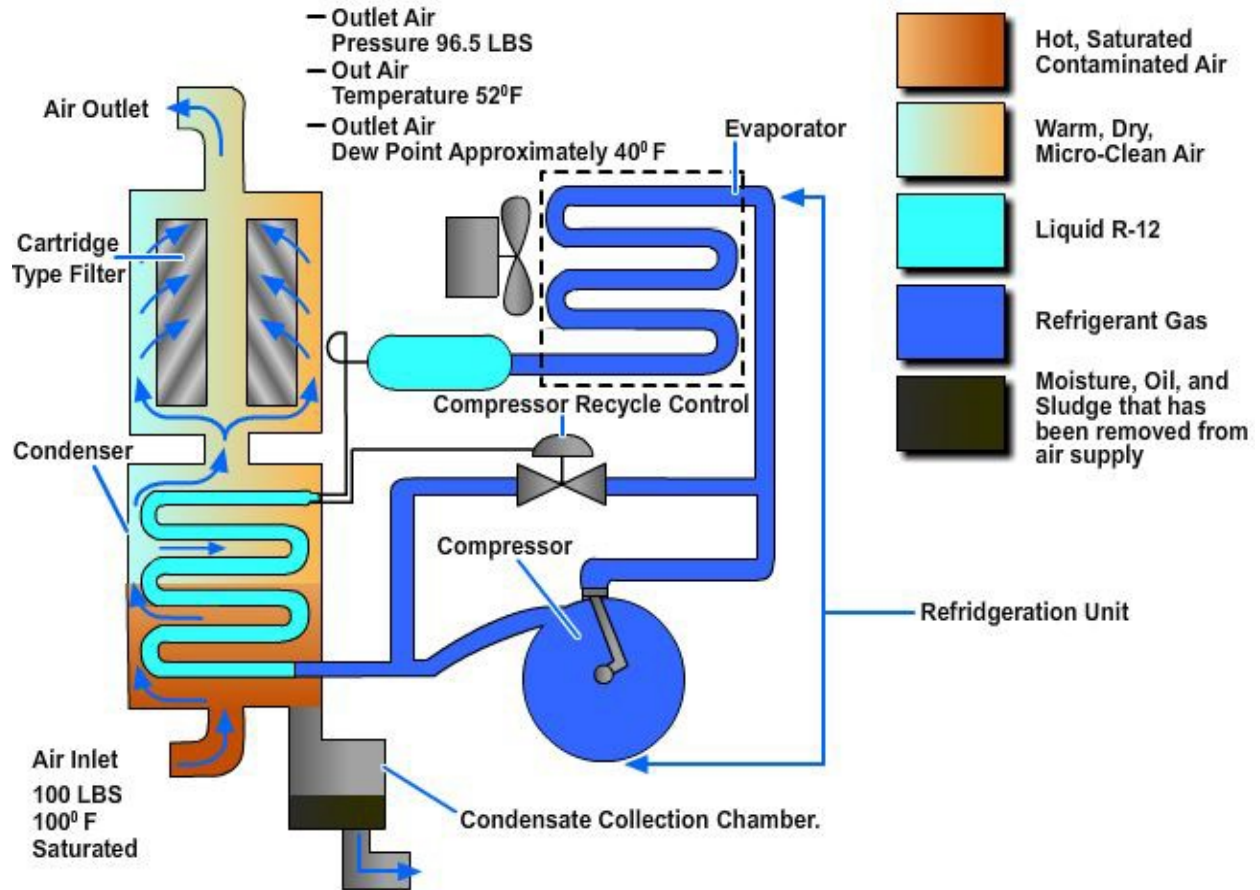 Outlet Air
Pressure 96.5 LBS
Out Air
Temperature 52⁰F
Outlet Air
Dew Point Approximately 40⁰ F
Air Outlet
Evaporator
Cartridge
Type Filter
Compressor Recycle Control
Condenser
Compressor
Refridgeration Unit
Air Inlet
100 LBS
100⁰ F
Saturated
Condensate Collection Chamber.
Hot, Saturated
Contaminated Air
Warm, Dry,
Micro-Clean Air
Liquid R-12
Refrigerant Gas
Moisture, Oil, and
Sludge that has
been removed from
air supply